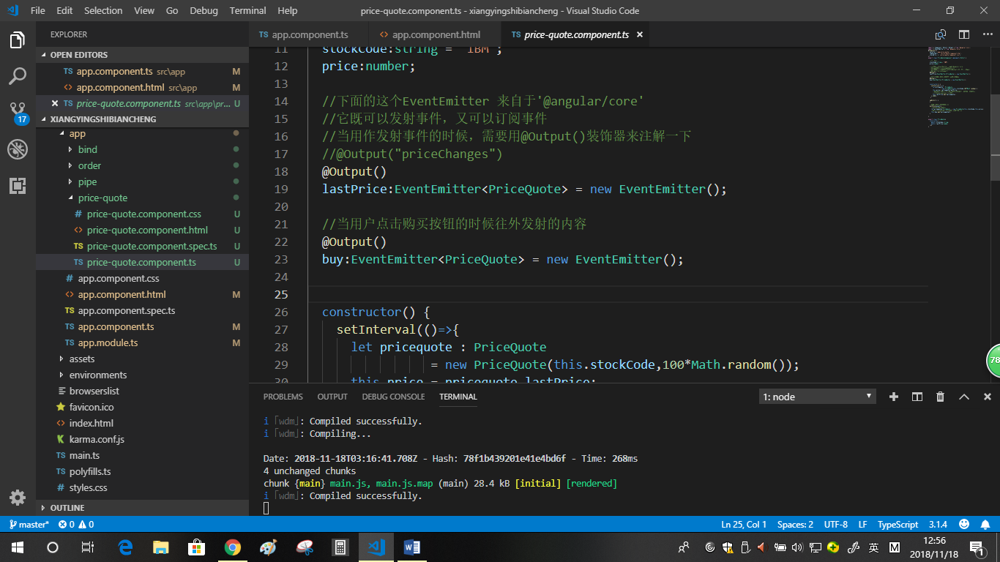 File Edit Selection View Go Debug Terminal Help
price-quote.component.ts - xiangyingshibiancheng - Visual Studio Code
EXPLORER
OPEN EDITORS
TS app.component.ts src\app M
<> app.component.html src\app M
TS price-quote.component.ts src\app\pr... U
17
XIANGYINGSHIBIANCHENG
app
bind
order
pipe
price-quote
# price-quote.component.css U
<> price-quote.component.html U
TS price-quote.component.spec.ts U
TS price-quote.component.ts U
# app.component.css
<> app.component.html M
TS app.component.spec.ts
TS app.component.ts M
TS app.module.ts M
assets
environments
browserslist
favicon.ico
<> index.html
karma.conf.js
TS main.ts
TS polyfills.ts
# styles.css
OUTLINE
TS app.component.ts
<> app.component.html
TS price-quote.component.ts
11 stockCode:string = "IBM";
12 price:number;
13
14 //下面的这个EventEmitter 来自于'@angular/core'
15 //它既可以发射事件，又可以订阅事件
16 //当用作发射事件的时候，需要用@Output()装饰器来注解一下
17 //@Output("priceChanges")
18 @Output()
19 lastPrice:EventEmitter<PriceQuote> = new EventEmitter();
20
21 //当用户点击购买按钮的时候往外发射的内容
22 @Output()
23 buy:EventEmitter<PriceQuote> = new EventEmitter();
24
25
26 constructor() {
27 setInterval(()=>{
28 let pricequote : PriceQuote
29 = new PriceQuote(this.stockCode,100*Math.random());
30 this.price = pricequote.lastPrice;
78
PROBLEMS OUTPUT DEBUG CONSOLE TERMINAL
1: node
i ｢wdm｣: Compiled successfully.
i ｢wdm｣: Compiling...
Date: 2018-11-18T03:16:41.708Z - Hash: 78f1b439201e41e4bd6f - Time: 268ms
4 unchanged chunks
chunk {main} main.js, main.js.map (main) 28.4 kB [initial] [rendered]
i ｢wdm｣: Compiled successfully.
master* 0 0
Ln 25, Col 1 Spaces: 2 UTF-8 LF TypeScript 3.1.4
英 M
12:56
2018/11/18
1